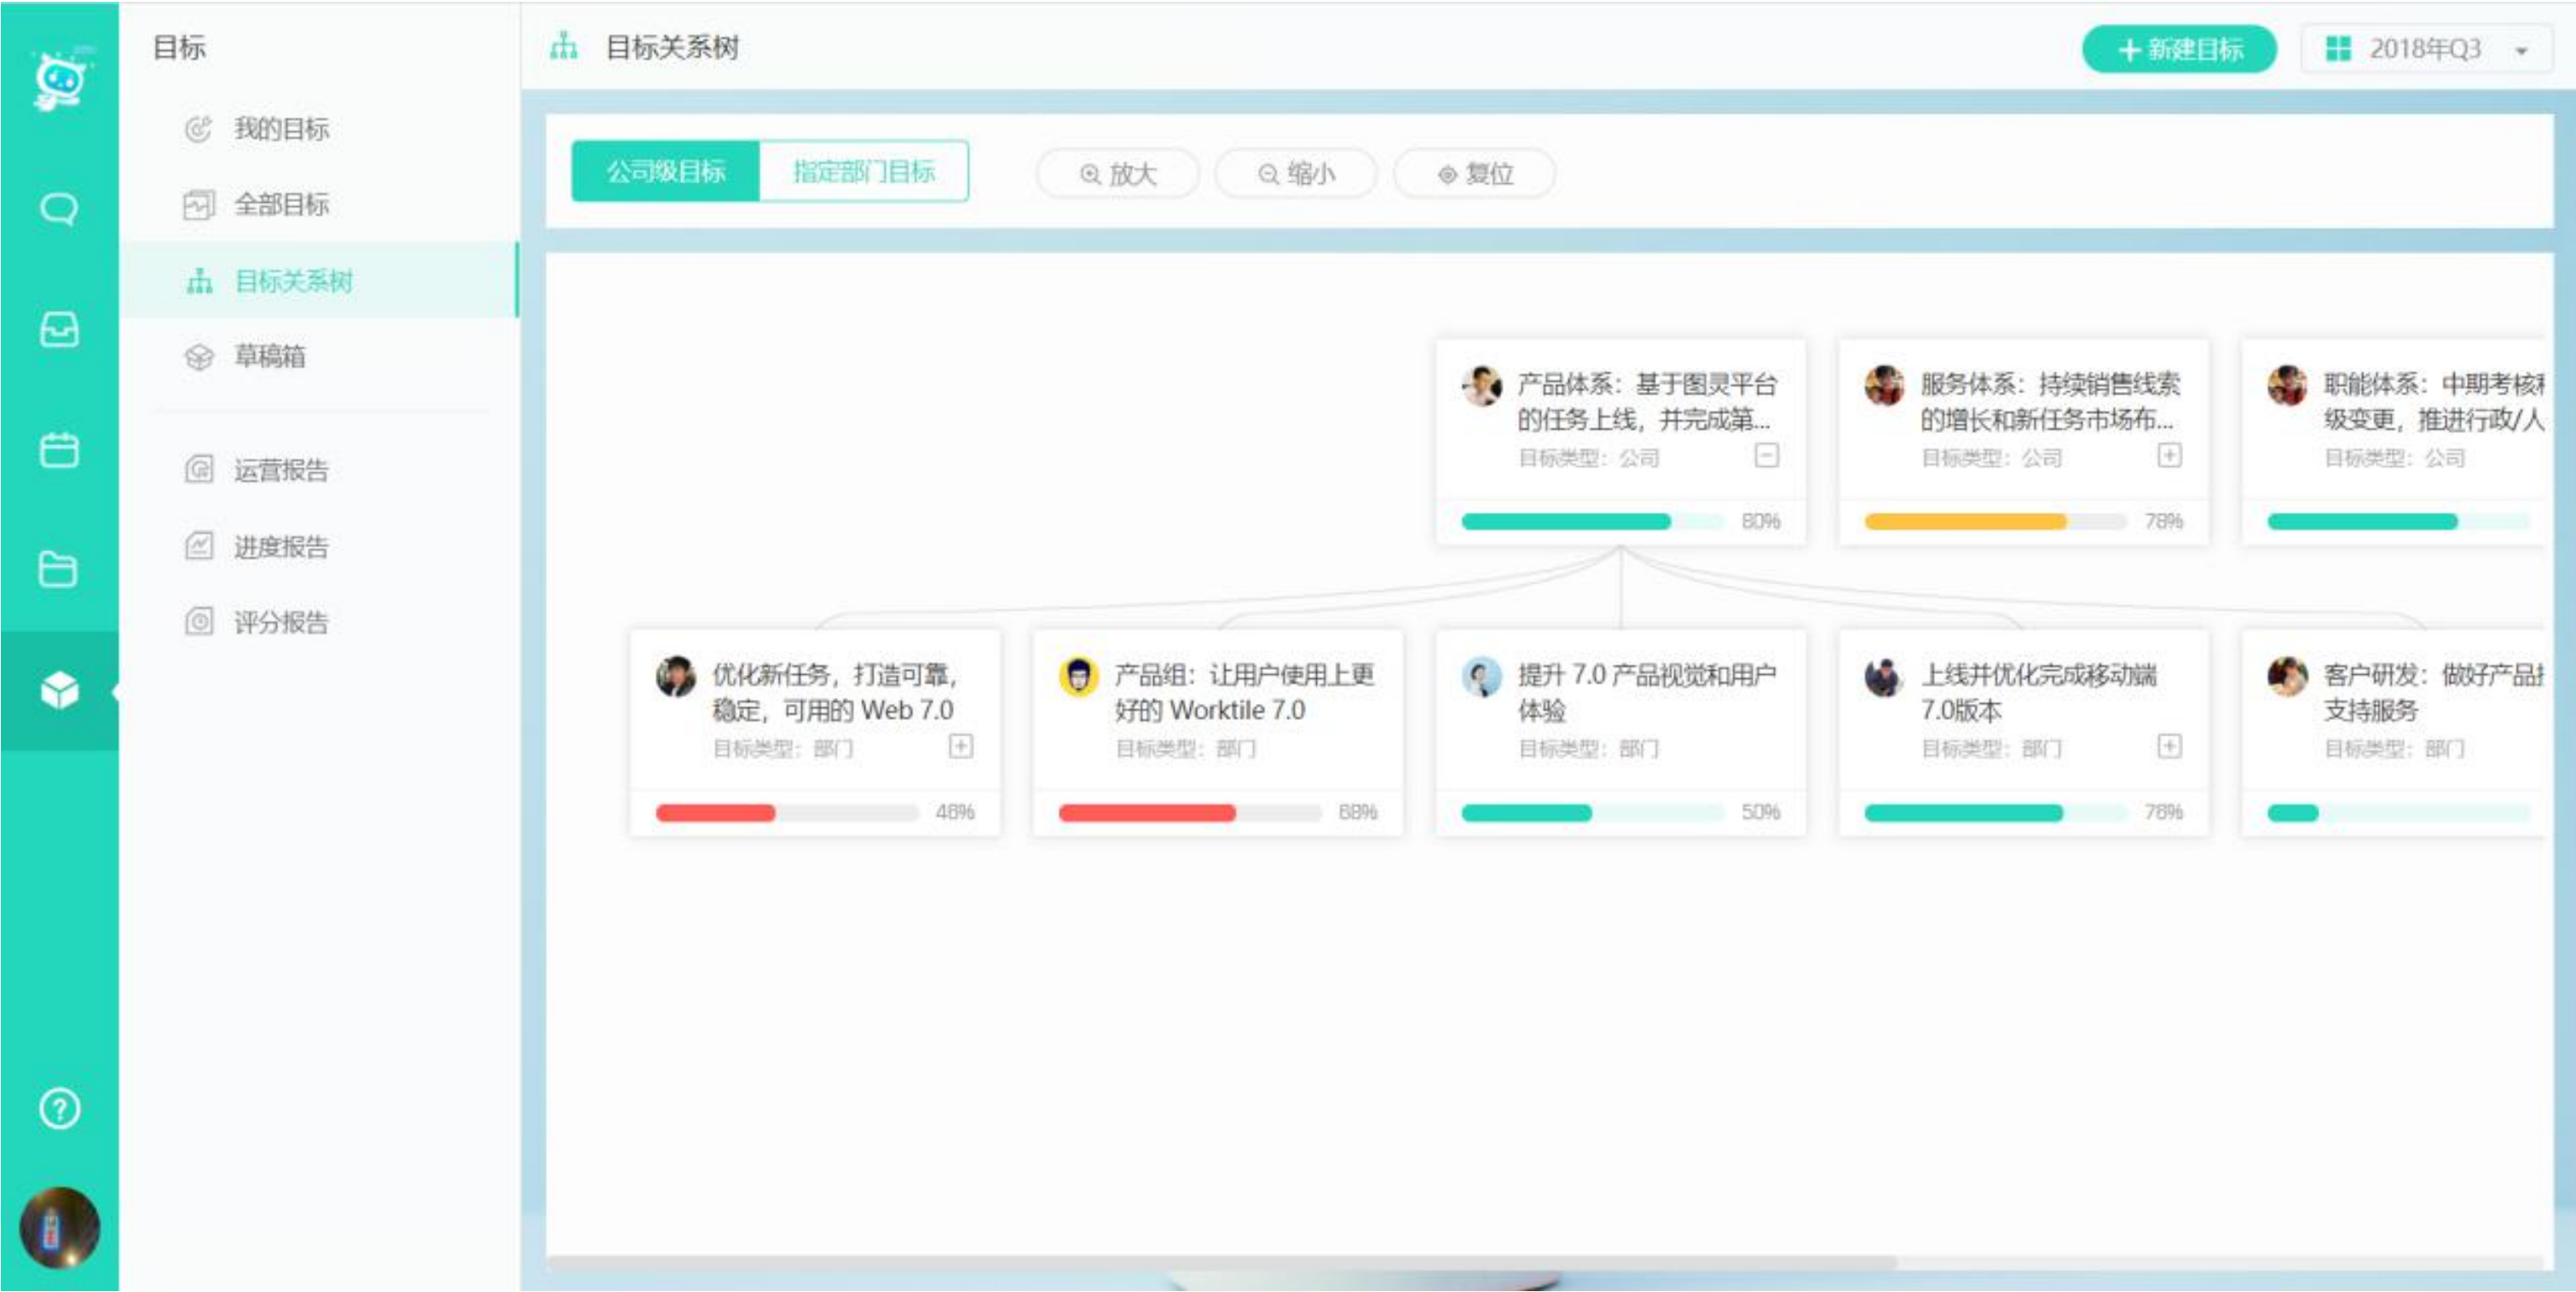 目标
我的目标
全部目标
目标关系树
草稿箱
运营报告
进度报告
评分报告
目标关系树
新建目标
2018年Q3
公司级目标
指定部门目标
放大
缩小
复位
产品体系：基于图灵平台
的任务上线，并完成第...
目标类型：公司
80%
服务体系：持续销售线索
的增长和新任务市场布...
目标类型：公司
78%
职能体系：中期考核
级变更，推进行政/人
目标类型：公司
优化新任务，打造可靠，
稳定，可用的 Web 7.0
目标类型：部门
46%
产品组：让用户使用上更
好的 Worktile 7.0
目标类型：部门
68%
提升 7.0 产品视觉和用户
体验
目标类型：部门
50%
上线并优化完成移动端
7.0版本
目标类型：部门
76%
客户研发：做好产品
支持服务
目标类型：部门